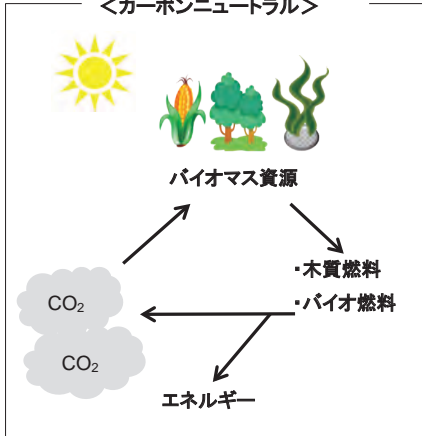 <カーボンニュートラル>
バイオマス資源
・木質燃料
・バイオ燃料
CO₂
CO₂
エネルギー